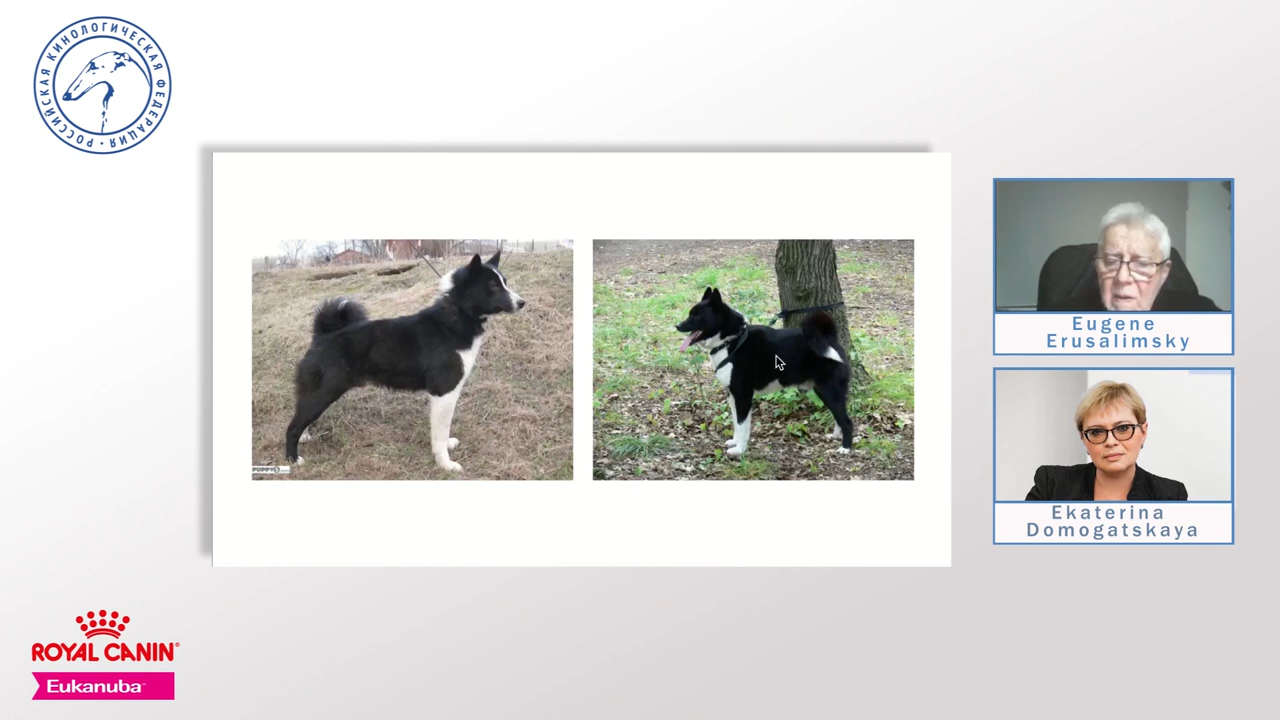 РОССИЙСКАЯ КИНОЛОГИЧЕСКАЯ ФЕДЕРАЦИЯ
Eugene
Erusalimsky
Ekaterina
Domogatskaya
ROYAL CANIN
Eukanuba